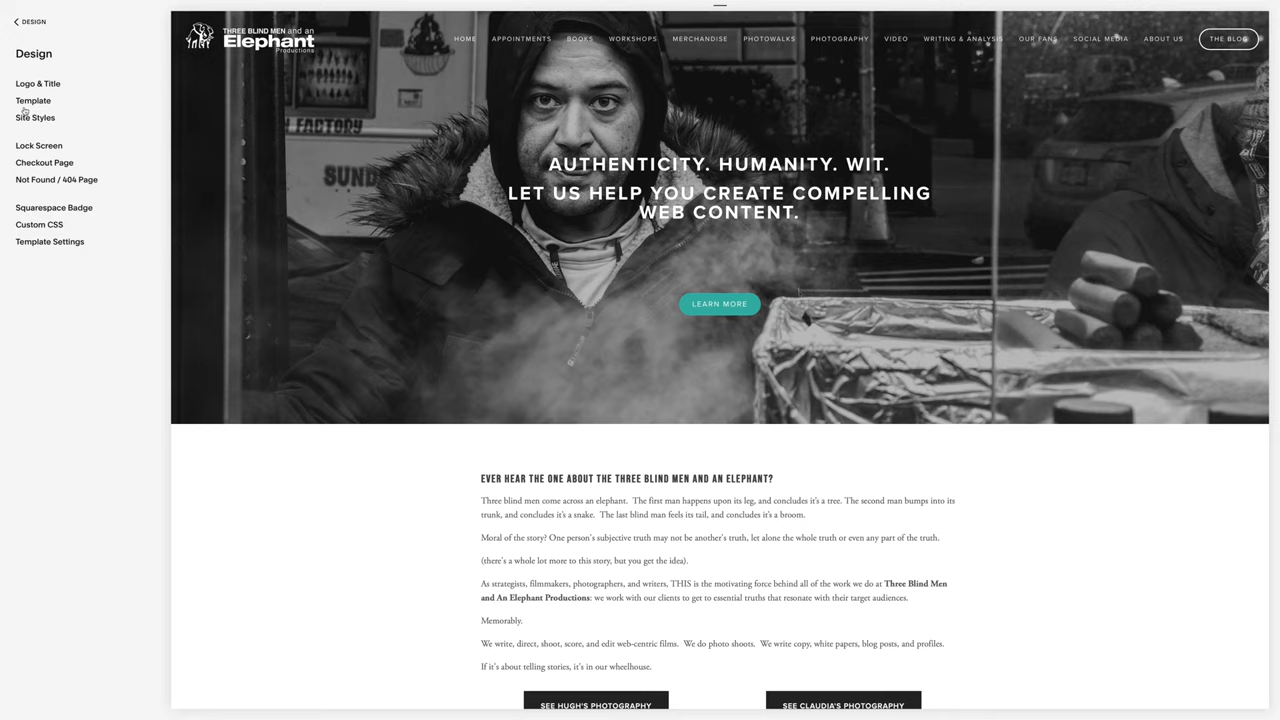 DESIGN
Design
Logo & Title
Template
Site Styles
Lock Screen
Checkout Page
Not Found / 404 Page
Squarespace Badge
Custom CSS
Template Settings
THREE BLIND MEN and an
Elephant
Productions
HOME APPOINTMENTS BOOKS WORKSHOPS MERCHANDISE PHOTOWALKS PHOTOGRAPHY VIDEO WRITING & ANALYSIS OUR FANS SOCIAL MEDIA ABOUT US THE BLOG
FACTORY
SUND
AUTHENTICITY. HUMANITY. WIT.
LET US HELP YOU CREATE COMPELLING
WEB CONTENT.
LEARN MORE
EVER HEAR THE ONE ABOUT THE THREE BLIND MEN AND AN ELEPHANT?
Three blind men come across an elephant.  The first man happens upon its leg, and concludes it's a tree. The second man bumps into its
trunk, and concludes it's a snake.  The last blind man feels its tail, and concludes it's a broom.
Moral of the story? One person's subjective truth may not be another's truth, let alone the whole truth or even any part of the truth.
(there's a whole lot more to this story, but you get the idea).
As strategists, filmmakers, photographers, and writers, THIS is the motivating force behind all of the work we do at Three Blind Men
and An Elephant Productions: we work with our clients to get to essential truths that resonate with their target audiences.
Memorably.
We write, direct, shoot, score, and edit web-centric films.  We do photo shoots.  We write copy, white papers, blog posts, and profiles.
If it's about telling stories, it's in our wheelhouse.
SEE HUGH'S PHOTOGRAPHY SEE CLAUDIA'S PHOTOGRAPHY